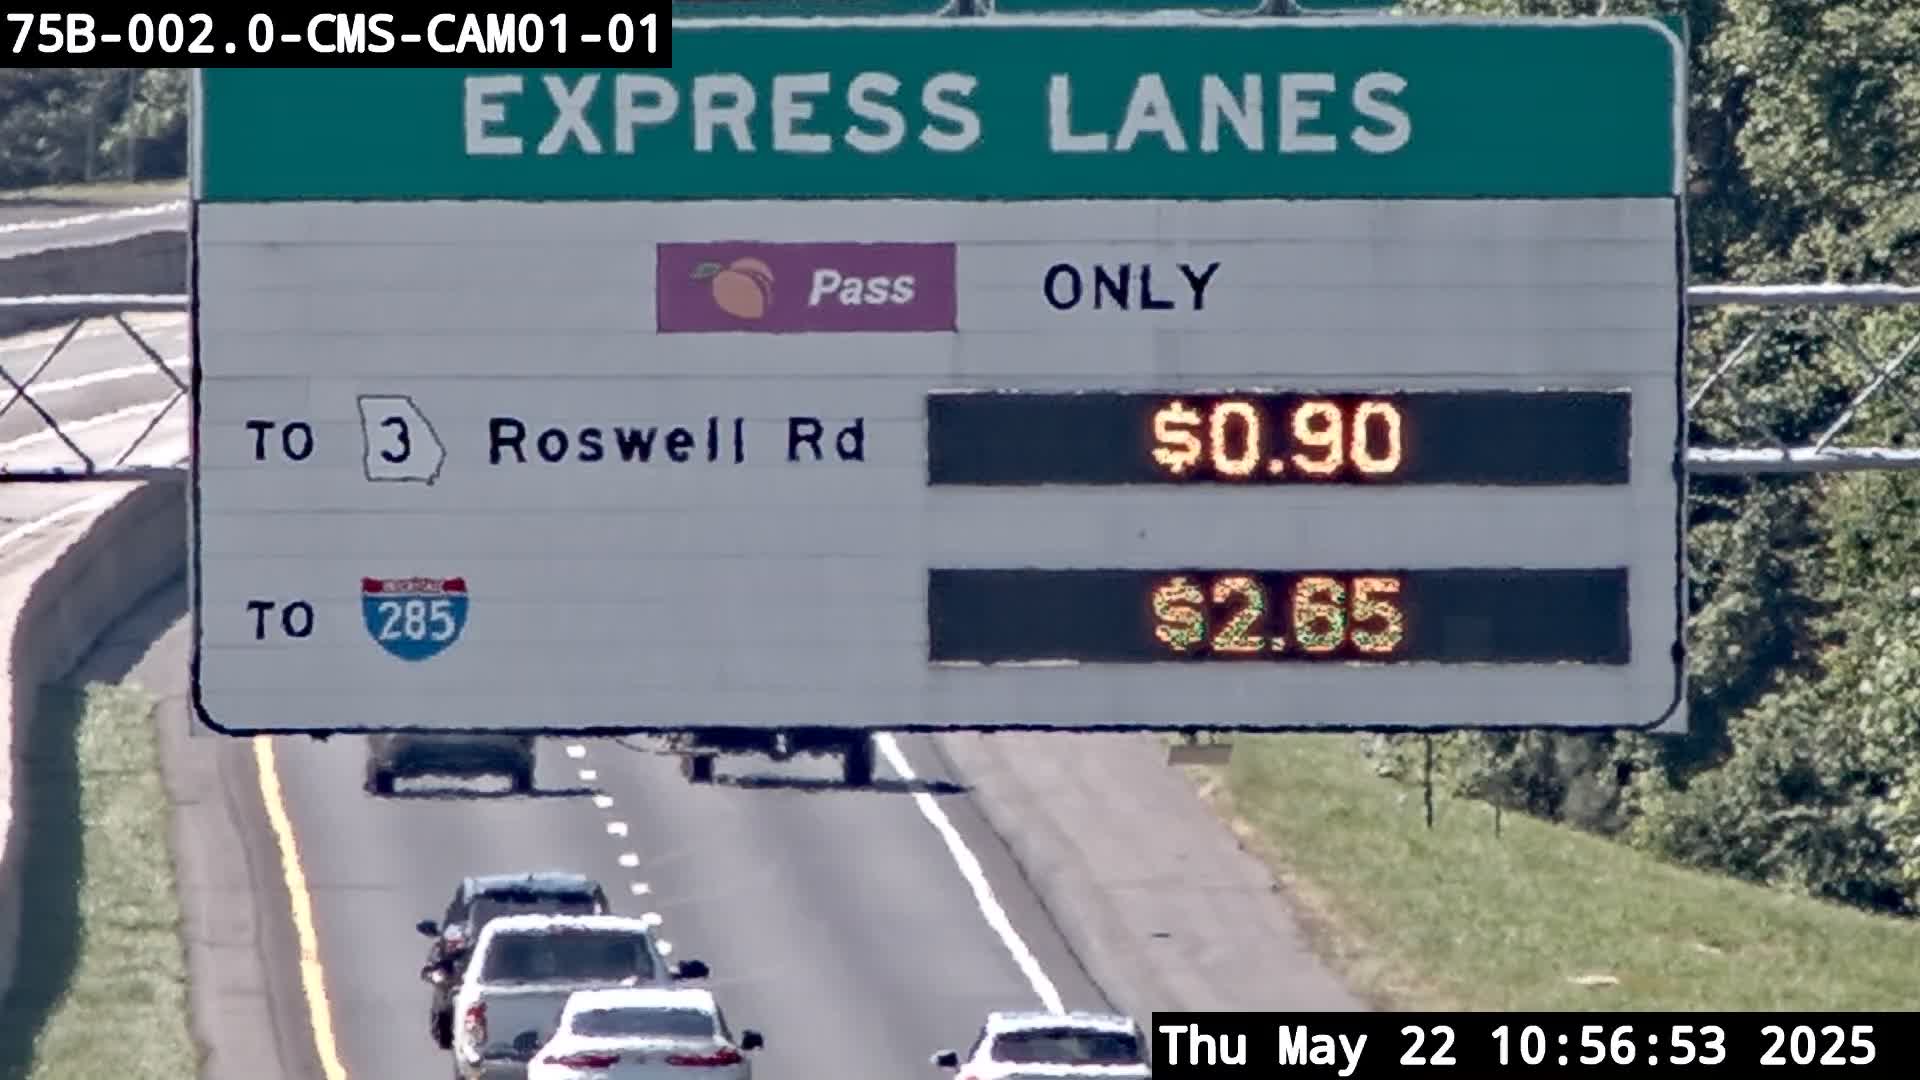 75B-002.0-CMS-CAM01-01
EXPRESS LANES
Pass ONLY
TO 3 Roswell Rd $0.90
TO INTERSTATE 285 $2.65
Thu May 22 10:56:53 2025